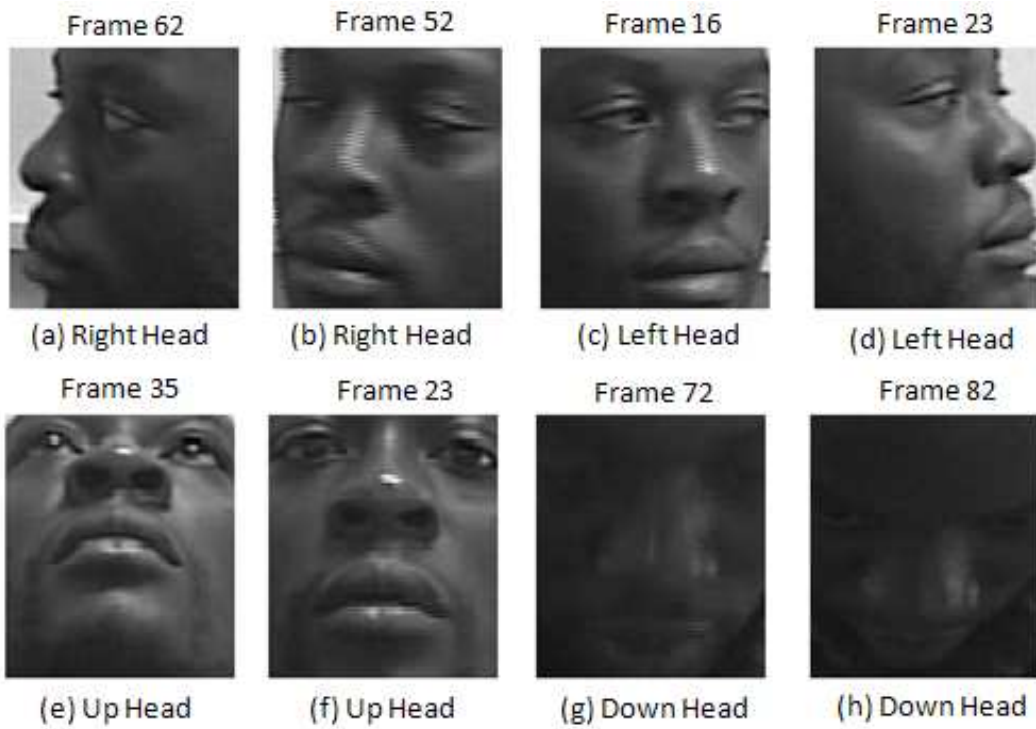 Frame 62 Frame 52 Frame 16 Frame 23
(a) Right Head (b) Right Head (c) Left Head (d) Left Head
Frame 35 Frame 23 Frame 72 Frame 82
(e) Up Head (f) Up Head (g) Down Head (h) Down Head